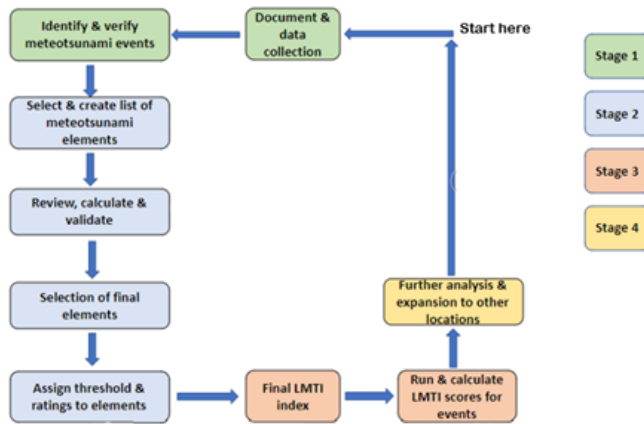 Start here
Document &
data
collection
Identify & verify
meteotsunami events
Select & create list of
meteotsunami
elements
Review, calculate &
validate
Selection of final
elements
Assign threshold &
ratings to elements
Final LMTI
index
Run & calculate
LMTI scores for
events
Further analysis &
expansion to other
locations
Stage 1
Stage 2
Stage 3
Stage 4